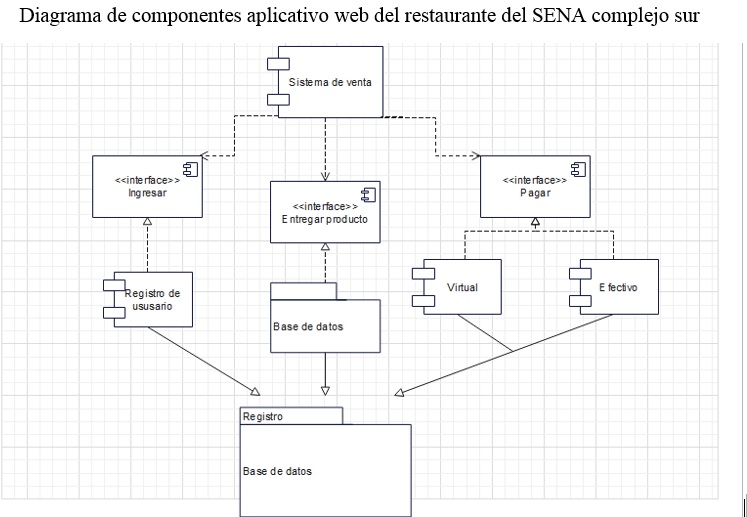 Diagrama de componentes aplicativo web del restaurante del SENA complejo sur
Sistema de venta
<<interface>>
Ingresar
<<interface>>
Entregar producto
<<interface>>
Pagar
Registro de
ususario
Base de datos
Virtual
Efectivo
Registro
Base de datos